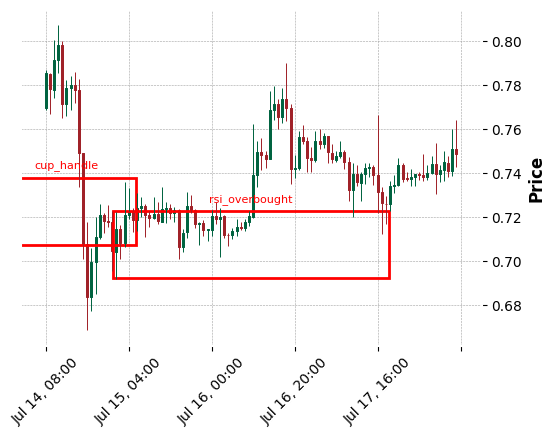 cup_handle
rsi_overbought
0.80
0.78
0.76
0.74
0.72
0.70
0.68
Price
Jul 14, 08:00
Jul 15, 04:00
Jul 16, 00:00
Jul 16, 20:00
Jul 17, 16:00